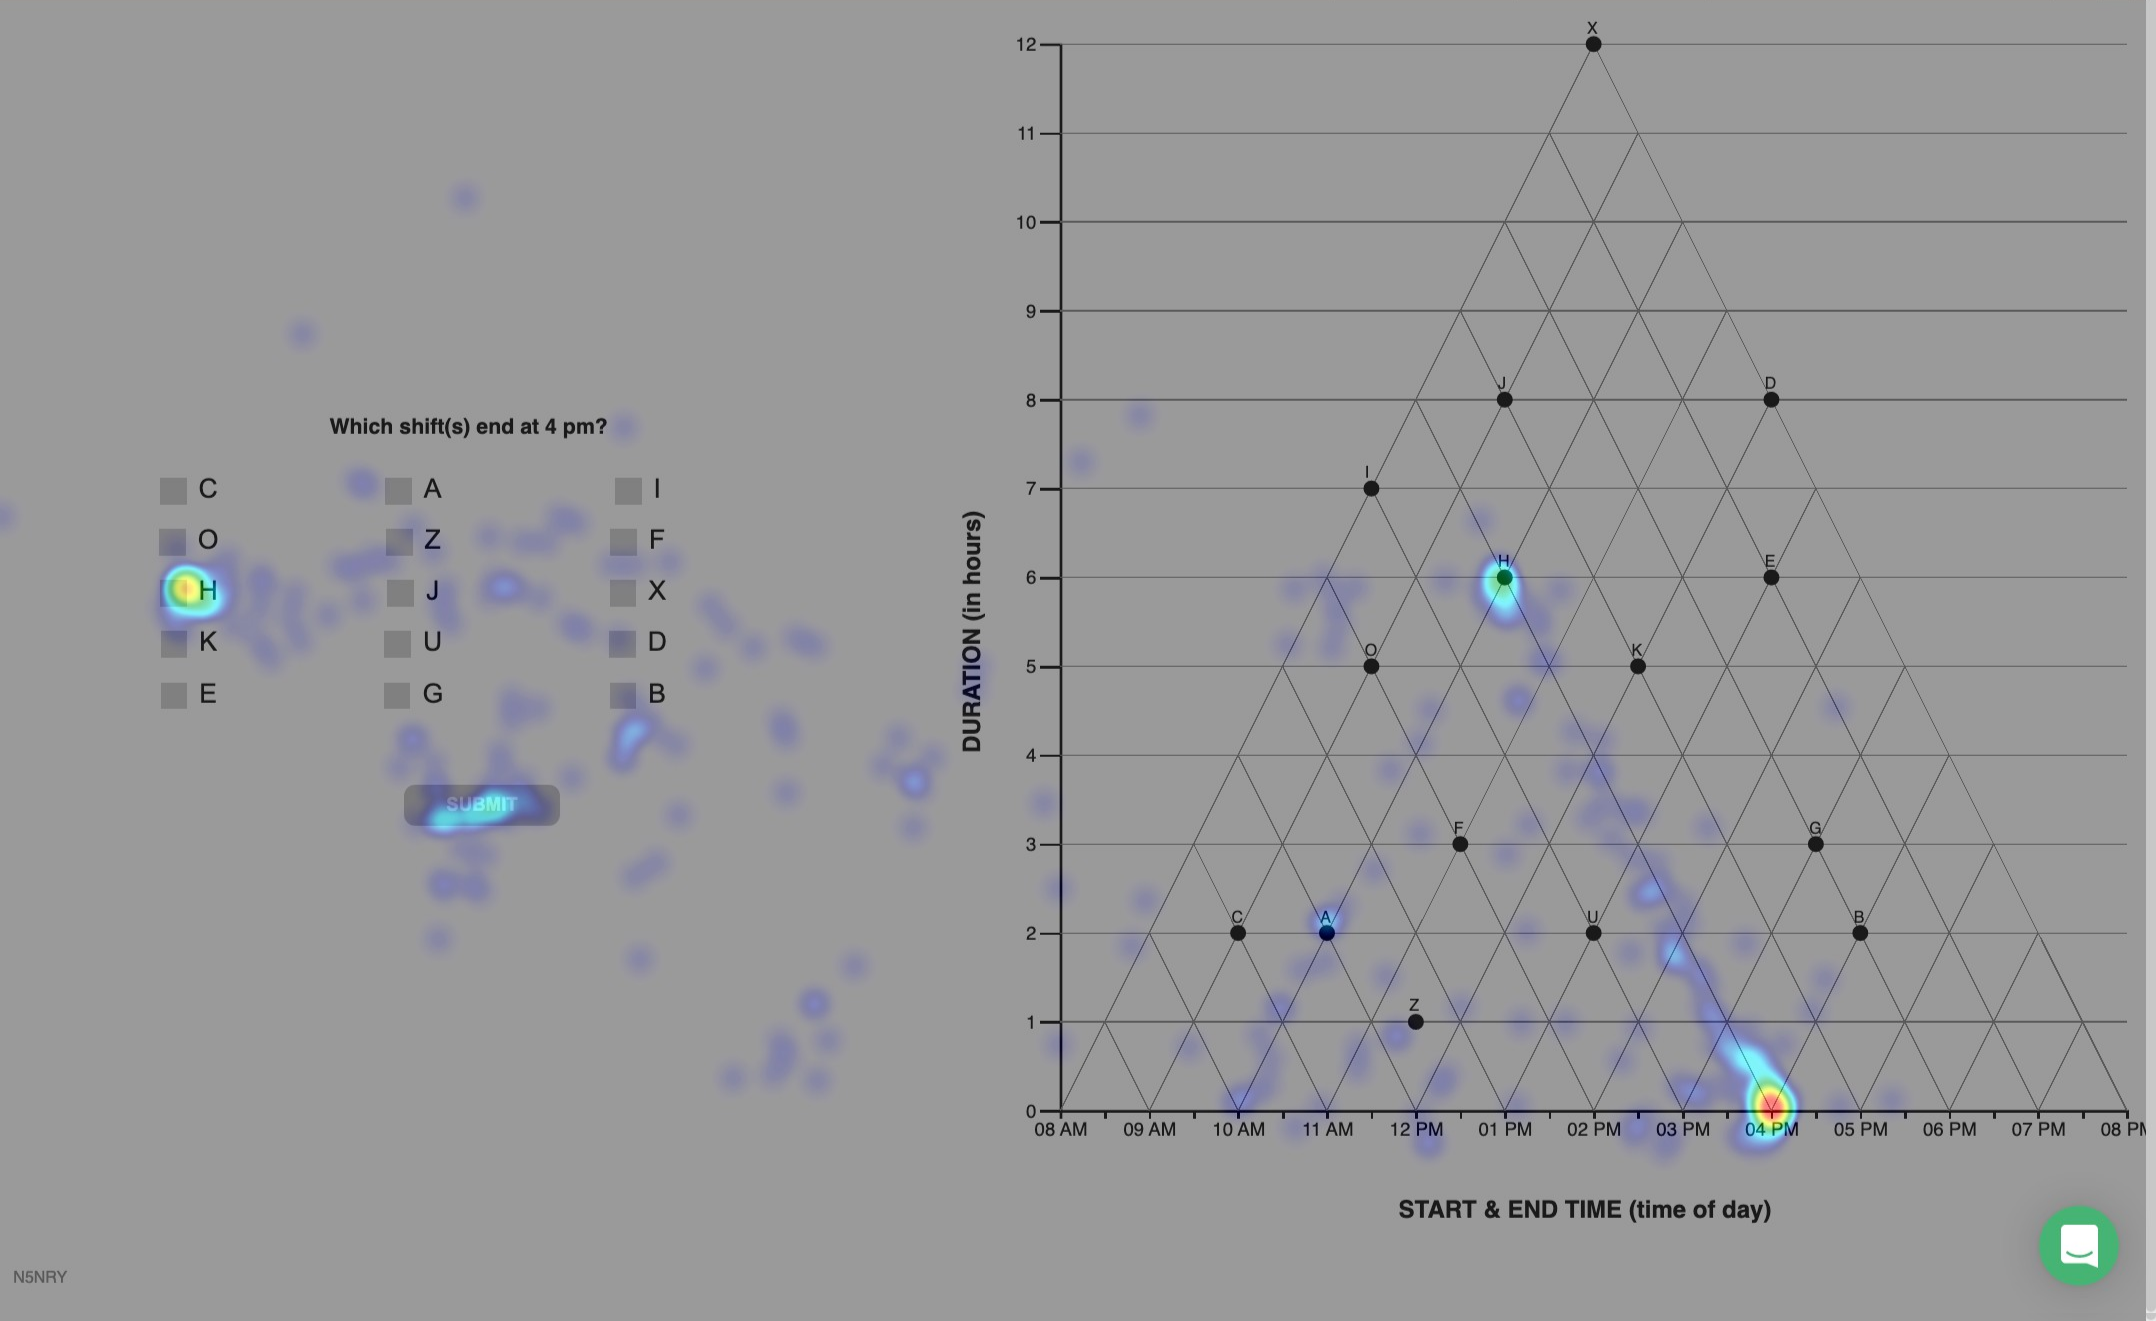 Which shift(s) end at 4 pm?
C A I
O Z F
H J X
K U D
E G B
SUBMIT
N5NRY
X
12
11
10
9
J D
8
I
7
H E
6
O K
5
4
F G
3
C A U B
2
Z
1
0
DURATION (in hours)
08 AM 09 AM 10 AM 11 AM 12 PM 01 PM 02 PM 03 PM 04 PM 05 PM 06 PM 07 PM 08 PM
START & END TIME (time of day)